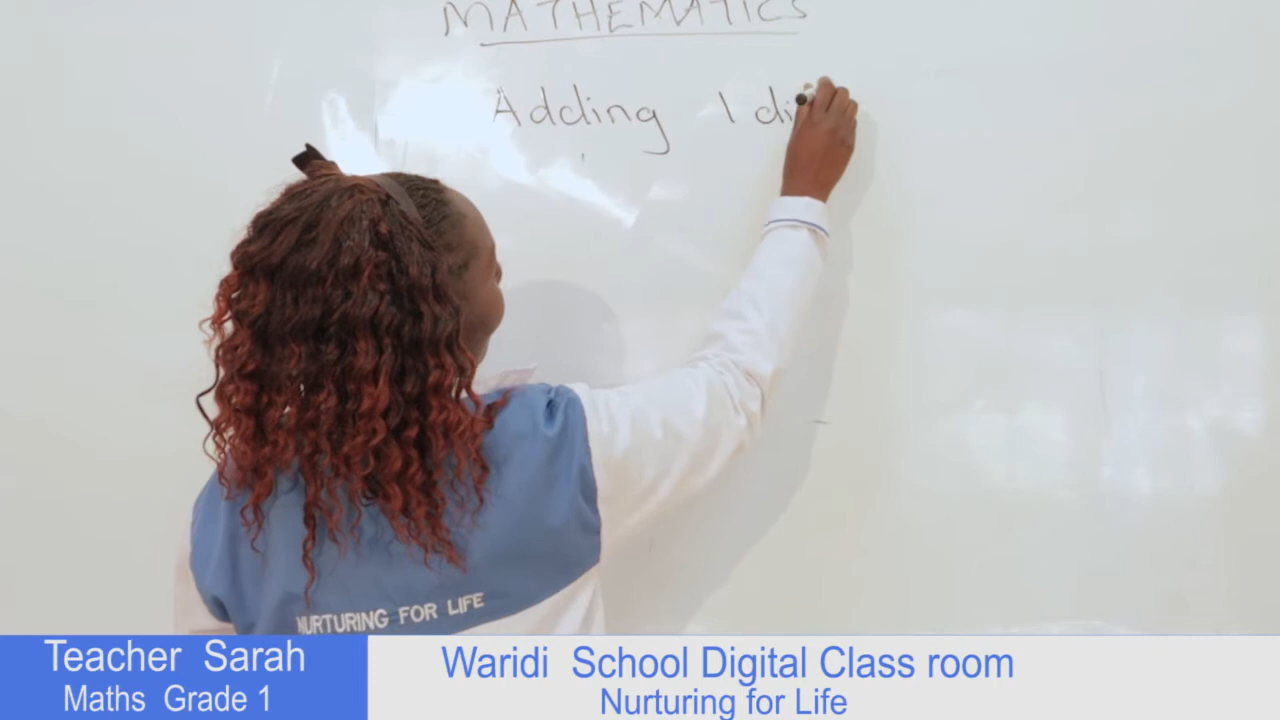 MATHEMATICS
Adding 1 di
NURTURING FOR LIFE
Teacher Sarah
Maths Grade 1
Waridi School Digital Class room
Nurturing for Life